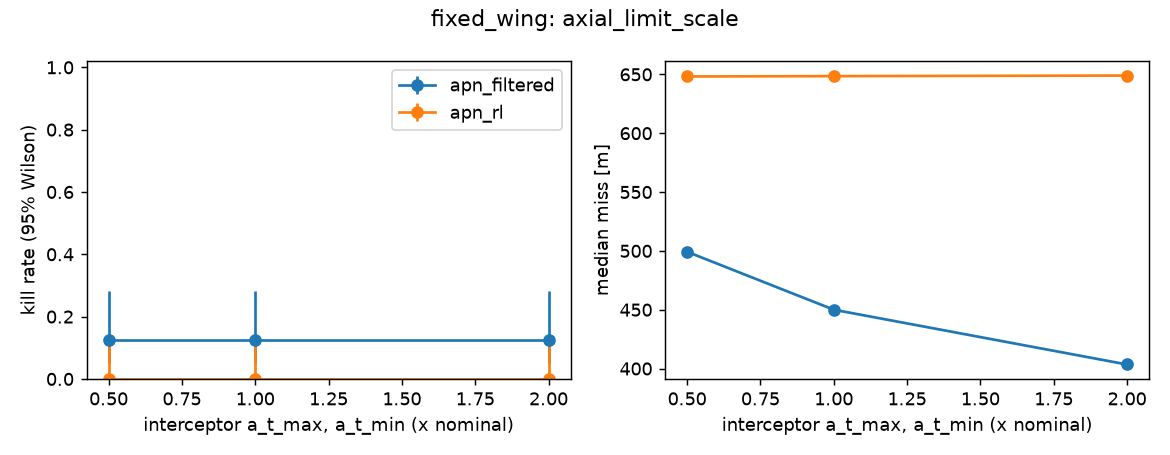 fixed_wing: axial_limit_scale
kill rate (95% Wilson)
1.0
0.8
0.6
0.4
0.2
0.0
apn_filtered
apn_rl
0.50 0.75 1.00 1.25 1.50 1.75 2.00
interceptor a_t_max, a_t_min (x nominal)
median miss [m]
650
600
550
500
450
400
0.50 0.75 1.00 1.25 1.50 1.75 2.00
interceptor a_t_max, a_t_min (x nominal)